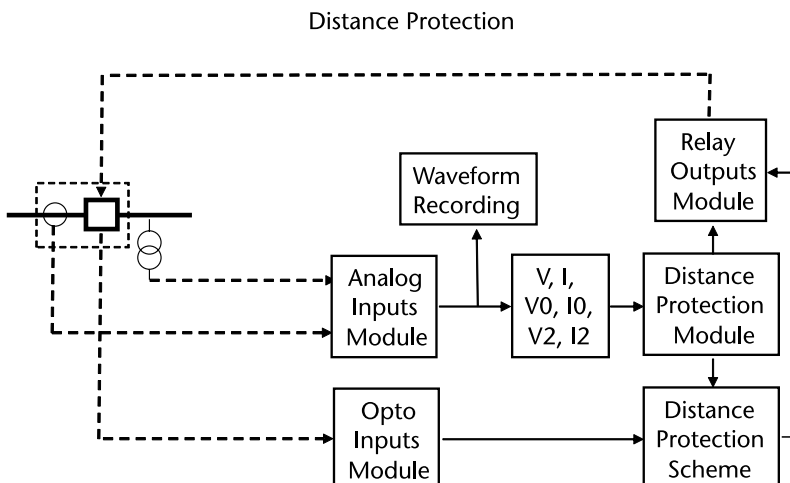 Distance Protection
Relay
Outputs
Module
Waveform
Recording
Analog
Inputs
Module
V, I,
V0, I0,
V2, I2
Distance
Protection
Module
Opto
Inputs
Module
Distance
Protection
Scheme